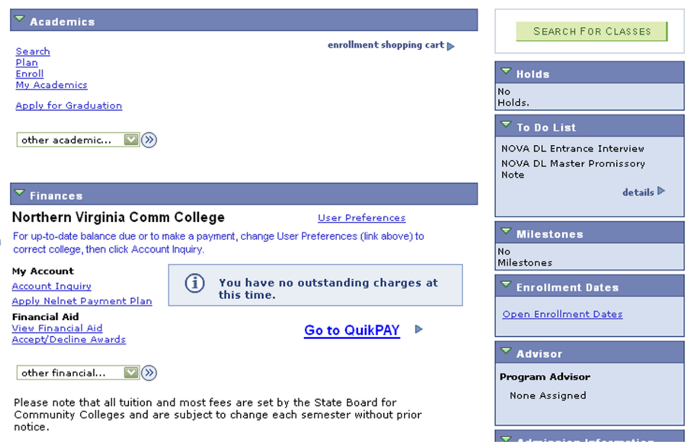 Academics
enrollment shopping cart
Search
Plan
Enroll
My Academics
Apply for Graduation
other academic...
Finances
Northern Virginia Comm College
User Preferences
For up-to-date balance due or to make a payment, change User Preferences (link above) to
correct college, then click Account Inquiry.
My Account
Account Inquiry
Apply Nelnet Payment Plan
Financial Aid
View Financial Aid
Accept/Decline Awards
You have no outstanding charges at
this time.
Go to QuikPAY
other financial...
Please note that all tuition and most fees are set by the State Board for
Community Colleges and are subject to change each semester without prior
notice.
SEARCH FOR CLASSES
Holds
No
Holds.
To Do List
NOVA DL Entrance Interview
NOVA DL Master Promissory
Note
details
Milestones
No
Milestones
Enrollment Dates
Open Enrollment Dates
Advisor
Program Advisor
None Assigned
Admission Information